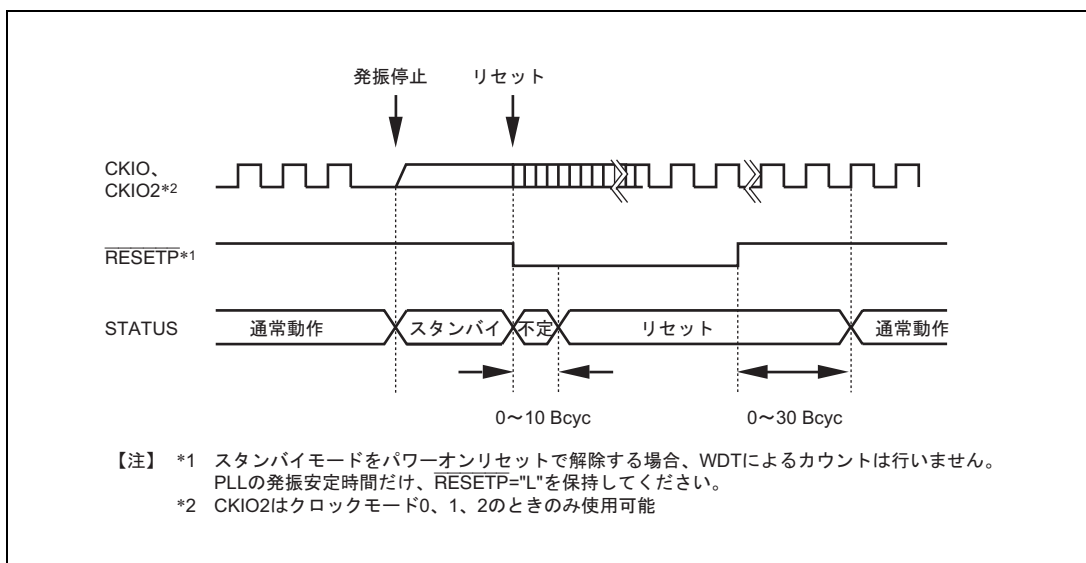 発振停止 リセット
CKIO、
CKIO2*2
RESETP*1
STATUS 通常動作 スタンバイ 不定 リセット 通常動作
0～10 Bcyc 0～30 Bcyc
【注】 *1 スタンバイモードをパワーオンリセットで解除する場合、WDTによるカウントは行いません。
PLLの発振安定時間だけ、RESETP="L"を保持してください。
*2 CKIO2はクロックモード0、1、2のときのみ使用可能